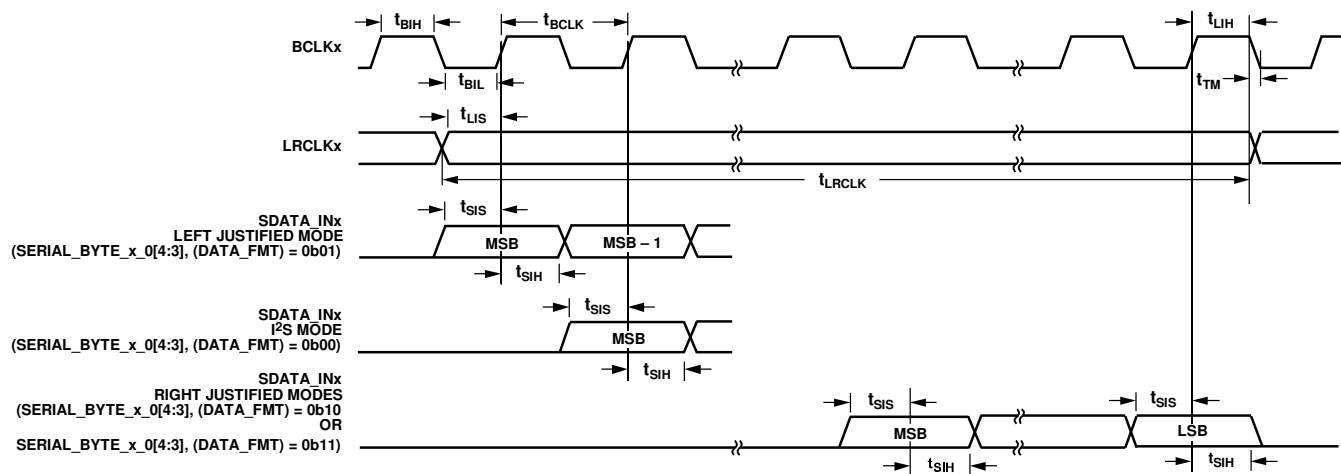 tBIH
tBCLK
tLIH
BCLKx
tBIL
tTM
tLIS
LRCLKx
tLRCLK
SDATA_INx
LEFT JUSTIFIED MODE
(SERIAL_BYTE_x_0[4:3], (DATA_FMT) = 0b01)
tSIS
MSB
MSB – 1
tSIH
SDATA_INx
I2S MODE
(SERIAL_BYTE_x_0[4:3], (DATA_FMT) = 0b00)
tSIS
MSB
tSIH
SDATA_INx
RIGHT JUSTIFIED MODES
(SERIAL_BYTE_x_0[4:3], (DATA_FMT) = 0b10
OR
SERIAL_BYTE_x_0[4:3], (DATA_FMT) = 0b11)
tSIS
tSIS
MSB
LSB
tSIH
tSIH